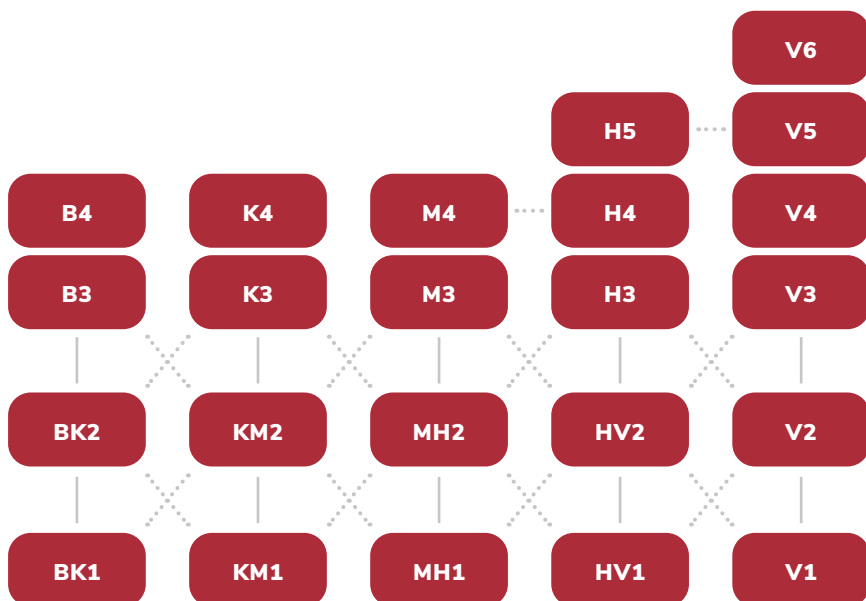 V6
H5 V5
B4 K4 M4 H4 V4
B3 K3 M3 H3 V3
BK2 KM2 MH2 HV2 V2
BK1 KM1 MH1 HV1 V1